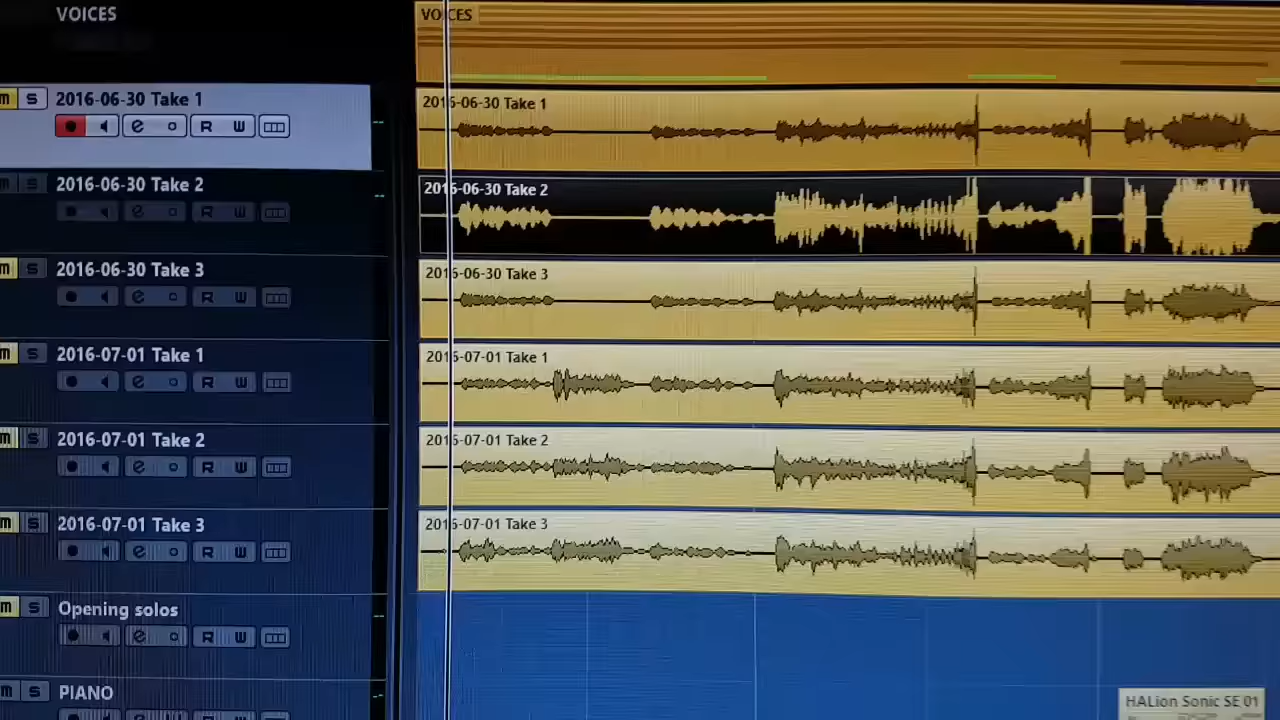 VOICES
VOICES
m S 2016-06-30 Take 1
2016-06-30 Take 1
e R W
m S 2016-06-30 Take 2
2016-06-30 Take 2
e R W
m S 2016-06-30 Take 3
2016-06-30 Take 3
e R W
m S 2016-07-01 Take 1
2016-07-01 Take 1
e R W
m S 2016-07-01 Take 2
2016-07-01 Take 2
e R W
m S 2016-07-01 Take 3
2016-07-01 Take 3
e R W
m S Opening solos
e R W
m S PIANO
HALion Sonic SE 01